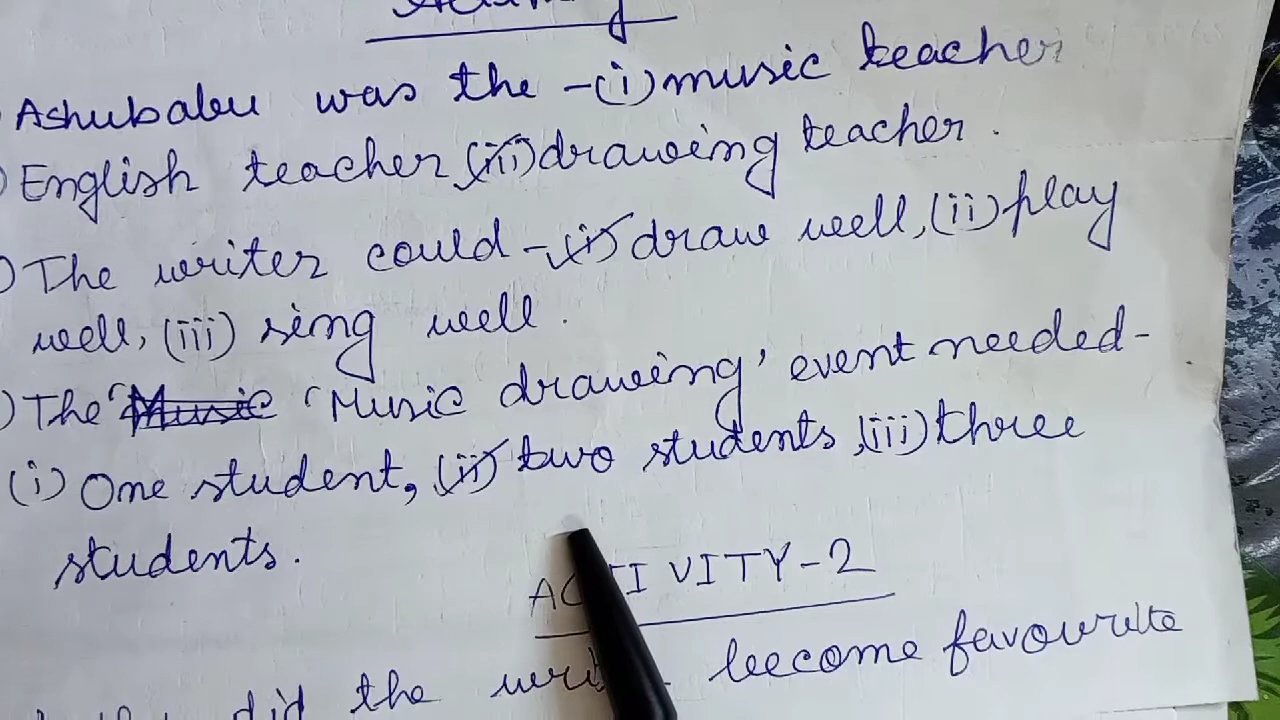 Ashubabu was the -(i) music teacher
English teacher, (iii) drawing teacher.
The writer could - (i) draw well, (ii) play
well, (iii) sing well.
The 'Music 'Music drawing' event needed-
(i) One student, (ii) two students, (iii) three
students.
ACTIVITY-2
did the become favourite